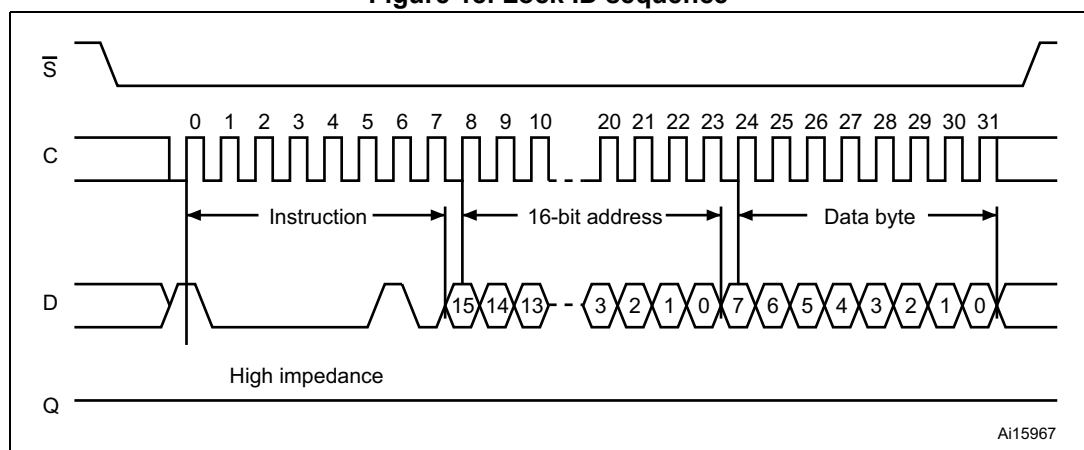 Figure Lock ID sequence
S
0 1 2 3 4 5 6 7 8 9 10 20 21 22 23 24 25 26 27 28 29 30 31
C
Instruction 16-bit address Data byte
D 15 14 13 3 2 1 0 7 6 5 4 3 2 1 0
High impedance
Q
Ai15967